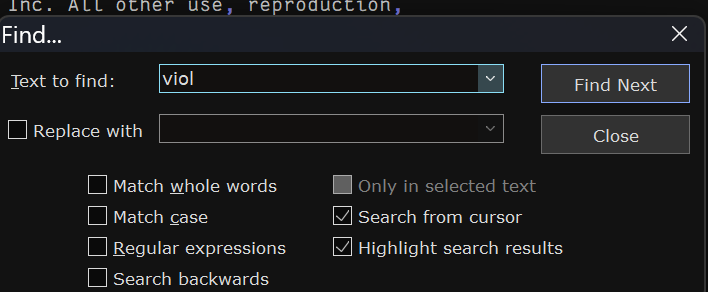 Inc. All other use, reproduction,
Find...
Text to find: viol Find Next
Replace with Close
Match whole words Only in selected text
Match case Search from cursor
Regular expressions Highlight search results
Search backwards